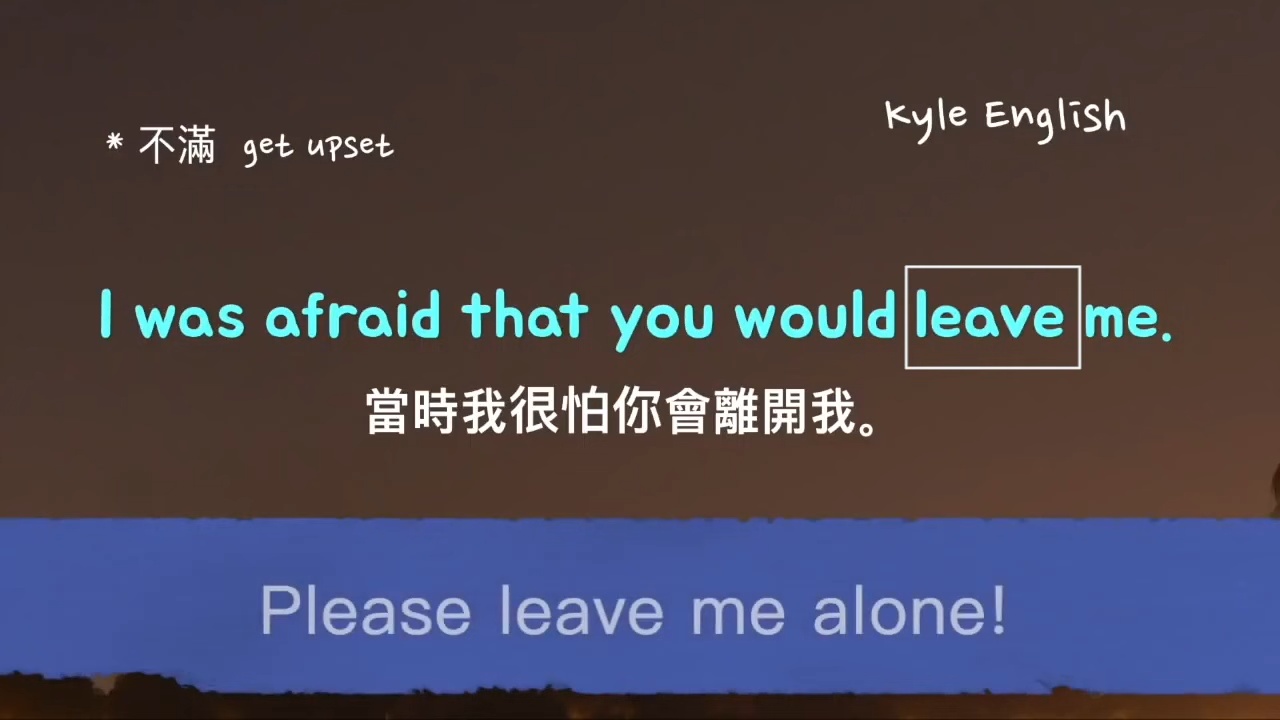 Kyle English
* 不滿 get upset
I was afraid that you would leave me.
當時我很怕你會離開我。
Please leave me alone!